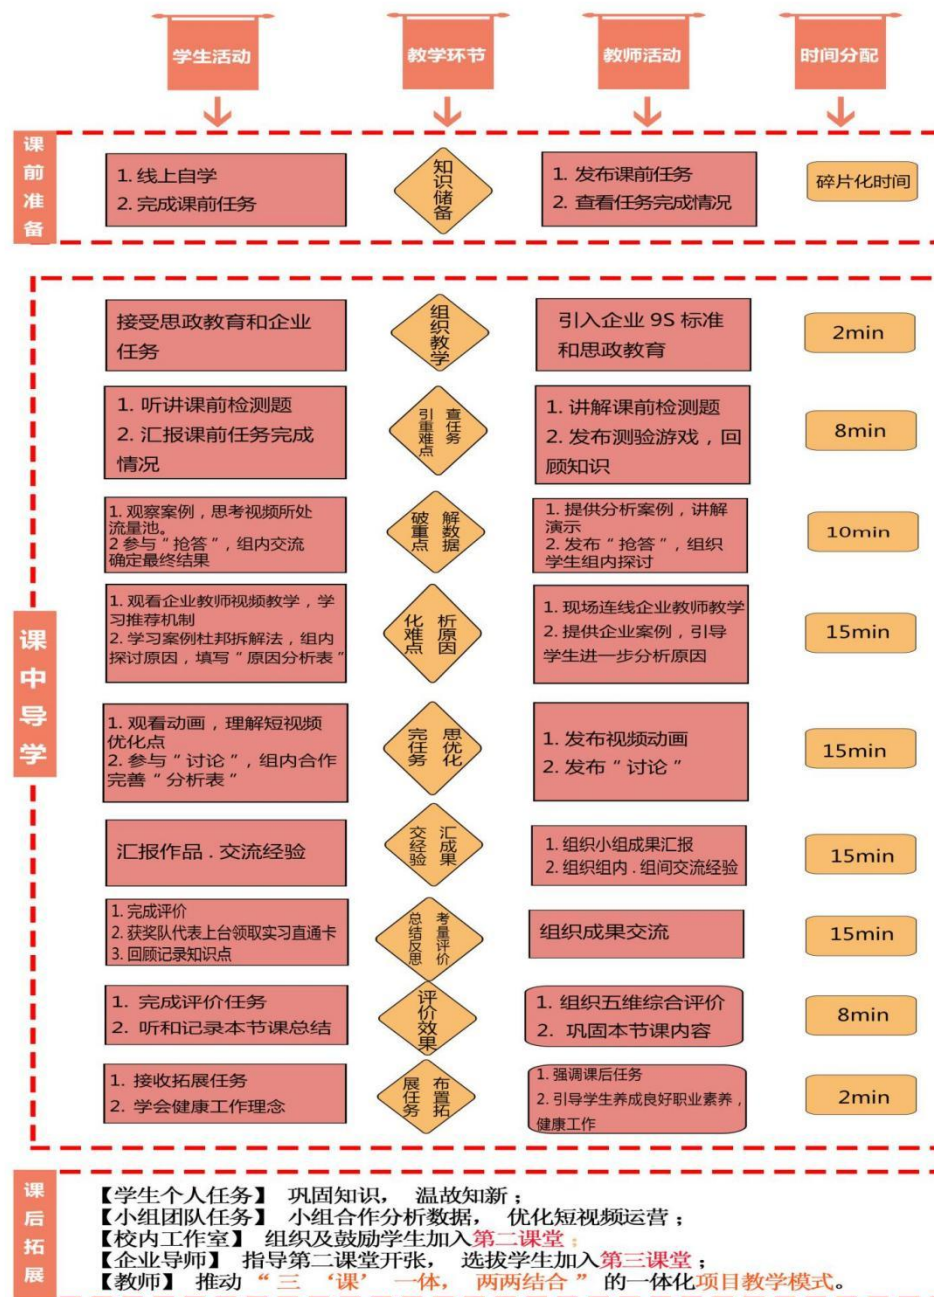 学生活动
教学环节
教师活动
时间分配
课前准备
1. 线上自学
2. 完成课前任务
知识储备
1. 发布课前任务
2. 查看任务完成情况
碎片化时间
课中导学
接受思政教育和企业
任务
组织教学
引入企业 9S 标准
和思政教育
2min
1. 听讲课前检测题
2. 汇报课前任务完成
情况
查任务
引重难点
1. 讲解课前检测题
2. 发布测验游戏，回
顾知识
8min
1. 观察案例，思考视频所处
流量池。
2 参与“抢答”，组内交流
确定最终结果
解数据
破重点
1. 提供分析案例，讲解
演示
2. 发布“抢答”，组织
学生组内探讨
10min
1. 观看企业教师视频教学，学
习推荐机制
2. 学习案例杜邦拆解法，组内
探讨原因，填写“原因分析表”
析原因
化难点
1. 现场连线企业教师教学
2. 提供企业案例，引导
学生进一步分析原因
15min
1. 观看动画，理解短视频
优化点
2. 参与“讨论”，组内合作
完善“分析表”
思优化
完任务
1. 发布视频动画
2. 发布“讨论”
15min
汇报作品 . 交流经验
汇成果
交经验
1. 组织小组成果汇报
2. 组织组内 . 组间交流经验
15min
1. 完成评价
2. 获奖队代表上台领取实习直通卡
3. 回顾记录知识点
考量评价
总结反思
组织成果交流
15min
1. 完成评价任务
2. 听和记录本节课总结
评价效果
1. 组织五维综合评价
2. 巩固本节课内容
8min
1. 接收拓展任务
2. 学会健康工作理念
布置拓
展任务
1. 强调课后任务
2. 引导学生养成良好职业素养，
健康工作
2min
课后拓展
【学生个人任务】 巩固知识， 温故知新；
【小组团队任务】 小组合作分析数据， 优化短视频运营；
【校内工作室】 组织及鼓励学生加入第二课堂；
【企业导师】 指导第二课堂开张， 选拔学生加入第三课堂；
【教师】 推动 “ 三 ‘课’ 一体， 两两结合 ” 的一体化项目教学模式。